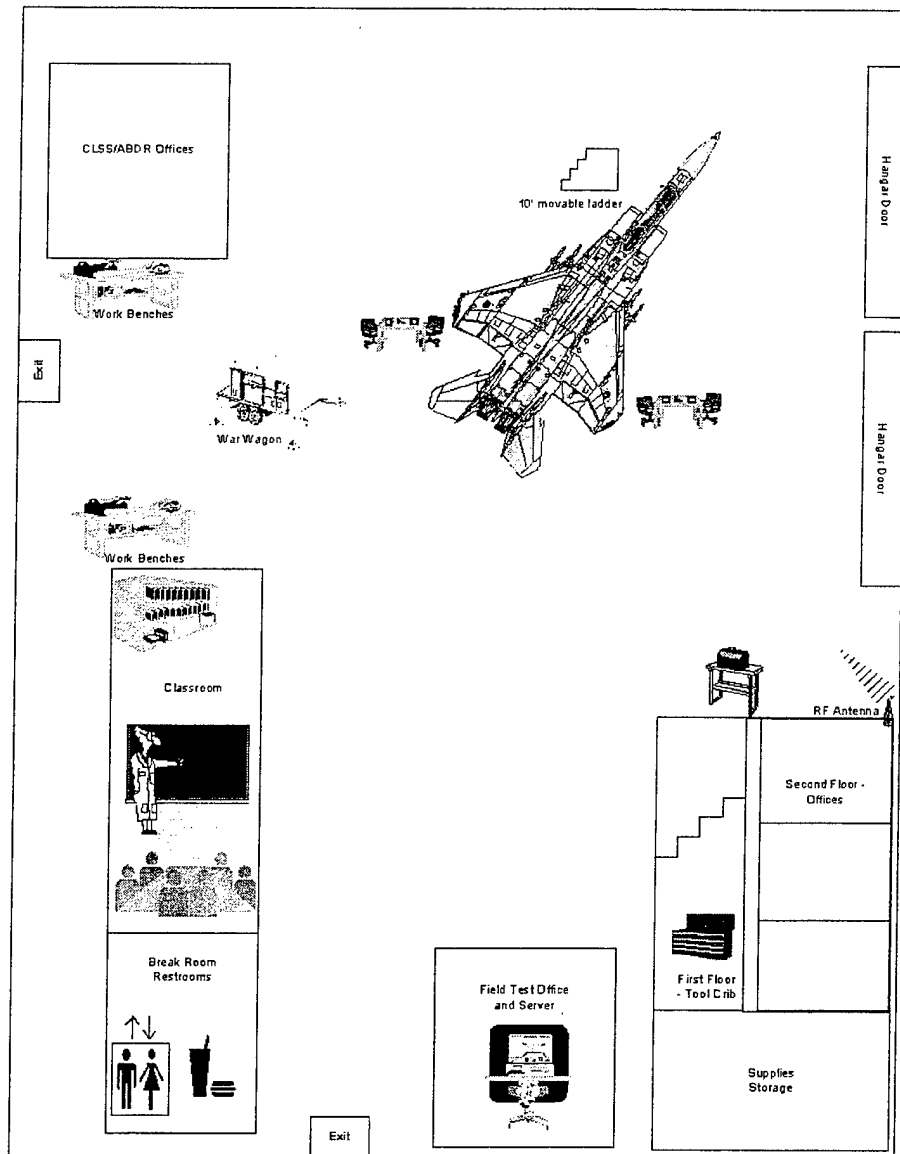 CLSS/ABDR Offices
10' movable ladder
Hangar Door
Work Benches
Exit
War Wagon
Hangar Door
Work Benches
Classroom
RF Antenna
Second Floor -
Offices
Break Room
Restrooms
Field Test Office
and Server
First Floor
- Tool Crib
Supplies
Storage
Exit